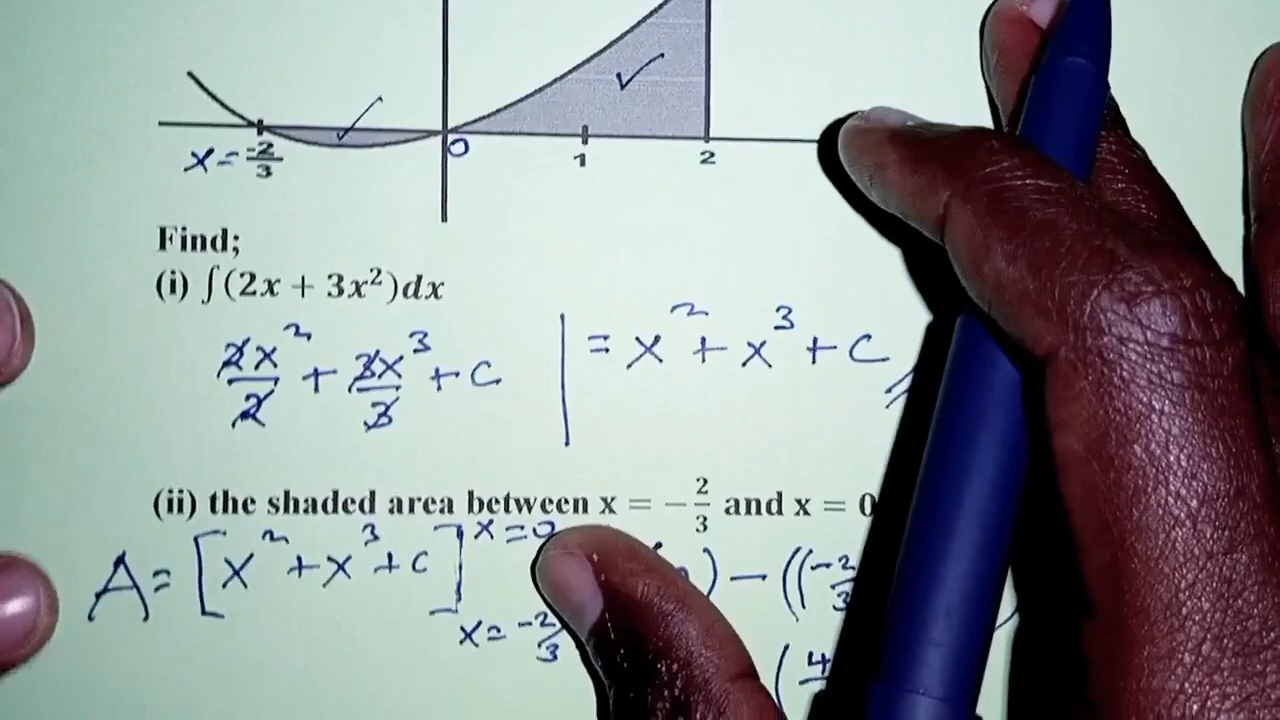 x = -2/3 0 1 2
Find;
(i) ∫(2x + 3x²)dx
2x²/2 + 3x³/3 + c = x² + x³ + c
(ii) the shaded area between x = −2/3 and x = 0
A = [x² + x³ + c] x=0 x=-2/3 ) − ((-2/3
(4